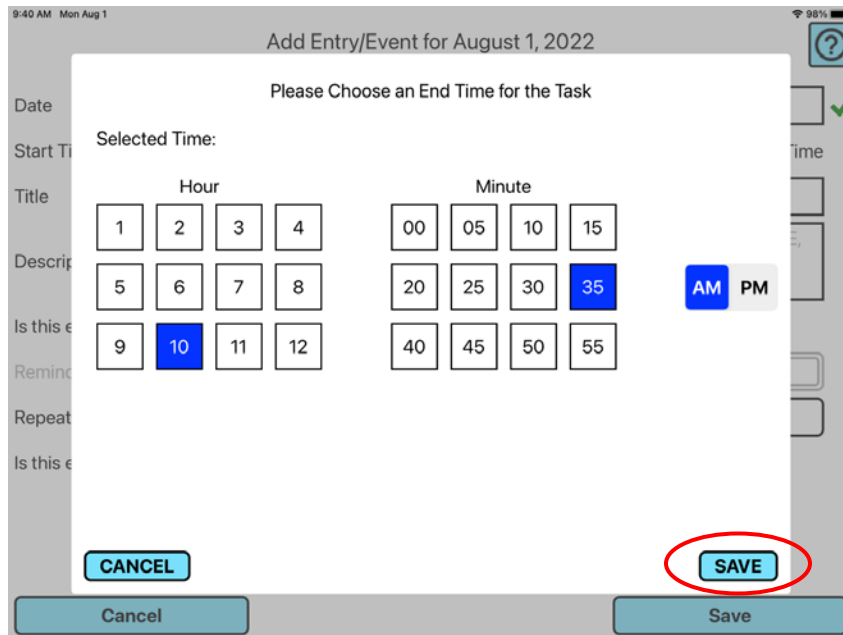 9:40 AM Mon Aug 1 98%
Add Entry/Event for August 1, 2022
?
Please Choose an End Time for the Task
Date
Selected Time:
Start Ti ime
Hour Minute
Title
1 2 3 4 00 05 10 15
Descrip
5 6 7 8 20 25 30 35 AM PM
Is this e
9 10 11 12 40 45 50 55
Remind
Repeat
Is this e
CANCEL SAVE
Cancel Save